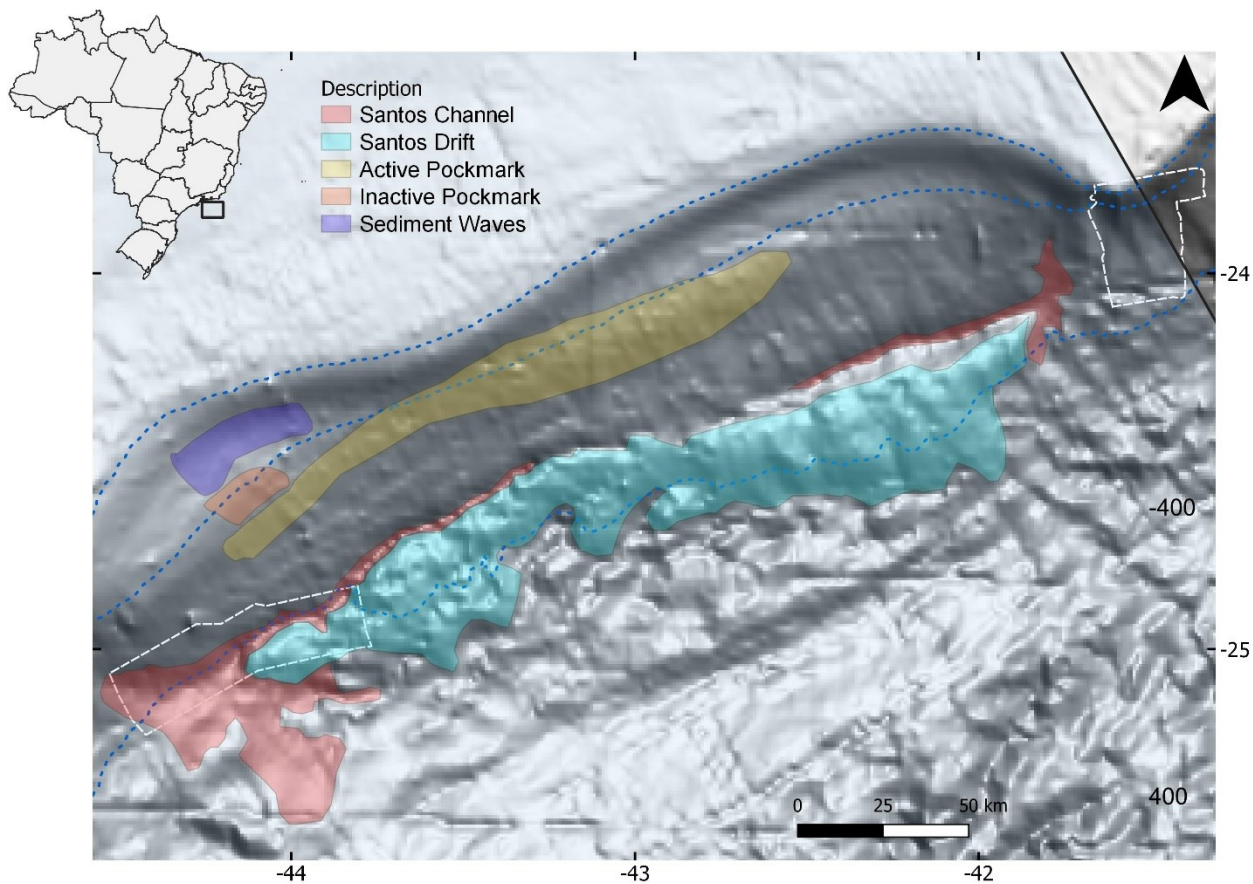 Description
Santos Channel
Santos Drift
Active Pockmark
Inactive Pockmark
Sediment Waves
-24
-400
-25
400
0 25 50 km
-44 -43 -42